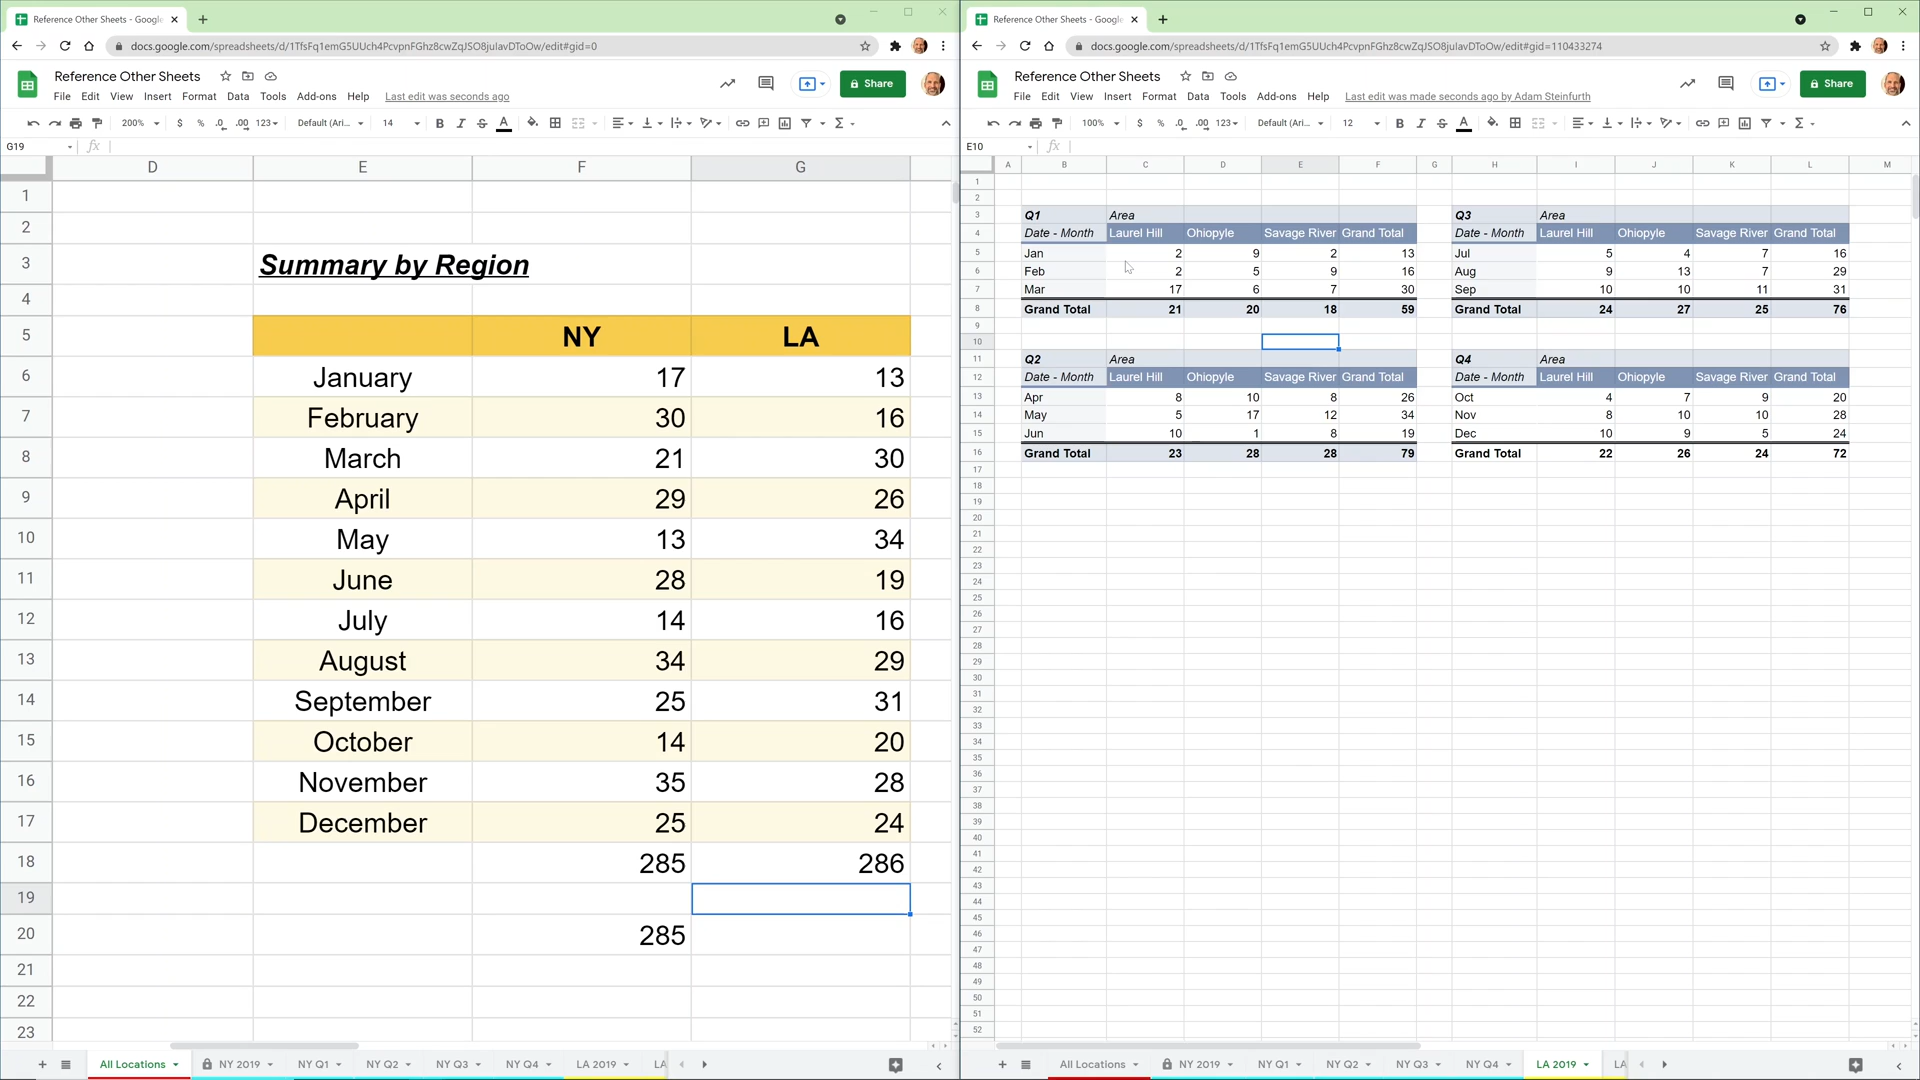 Reference Other Sheets - Google
docs.google.com/spreadsheets/d/1TfsFq1emG5UUch4PcvpnFGhz8cwZqJSO8juIavDToOw/edit#gid=0
Reference Other Sheets
Share
File Edit View Insert Format Data Tools Add-ons Help Last edit was seconds ago
200% $ % .0 .00 123 Default (Ari... 14 B I S A
G19 fx
D E F G
1
2
3 Summary by Region
4
5 NY LA
6 January 17 13
7 February 30 16
8 March 21 30
9 April 29 26
10 May 13 34
11 June 28 19
12 July 14 16
13 August 34 29
14 September 25 31
15 October 14 20
16 November 35 28
17 December 25 24
18 285 286
19
20 285
21
22
23
All Locations NY 2019 NY Q1 NY Q2 NY Q3 NY Q4 LA 2019 LA
Reference Other Sheets - Google
docs.google.com/spreadsheets/d/1TfsFq1emG5UUch4PcvpnFGhz8cwZqJSO8juIavDToOw/edit#gid=110433274
Reference Other Sheets
Share
File Edit View Insert Format Data Tools Add-ons Help Last edit was made seconds ago by Adam Steinfurth
100% $ % .0 .00 123 Default (Ari... 12 B I S A
E10 fx
A B C D E F G H I J K L M
1
2
3 Q1 Area Q3 Area
4 Date - Month Laurel Hill Ohiopyle Savage River Grand Total Date - Month Laurel Hill Ohiopyle Savage River Grand Total
5 Jan 2 9 2 13 Jul 5 4 7 16
6 Feb 2 5 9 16 Aug 9 13 7 29
7 Mar 17 6 7 30 Sep 10 10 11 31
8 Grand Total 21 20 18 59 Grand Total 24 27 25 76
9
10
11 Q2 Area Q4 Area
12 Date - Month Laurel Hill Ohiopyle Savage River Grand Total Date - Month Laurel Hill Ohiopyle Savage River Grand Total
13 Apr 8 10 8 26 Oct 4 7 9 20
14 May 5 17 12 34 Nov 8 10 10 28
15 Jun 10 1 8 19 Dec 10 9 5 24
16 Grand Total 23 28 28 79 Grand Total 22 26 24 72
17
18
19
20
21
22
23
24
25
26
27
28
29
30
31
32
33
34
35
36
37
38
39
40
41
42
43
44
45
46
47
48
49
50
51
52
All Locations NY 2019 NY Q1 NY Q2 NY Q3 NY Q4 LA 2019 LA